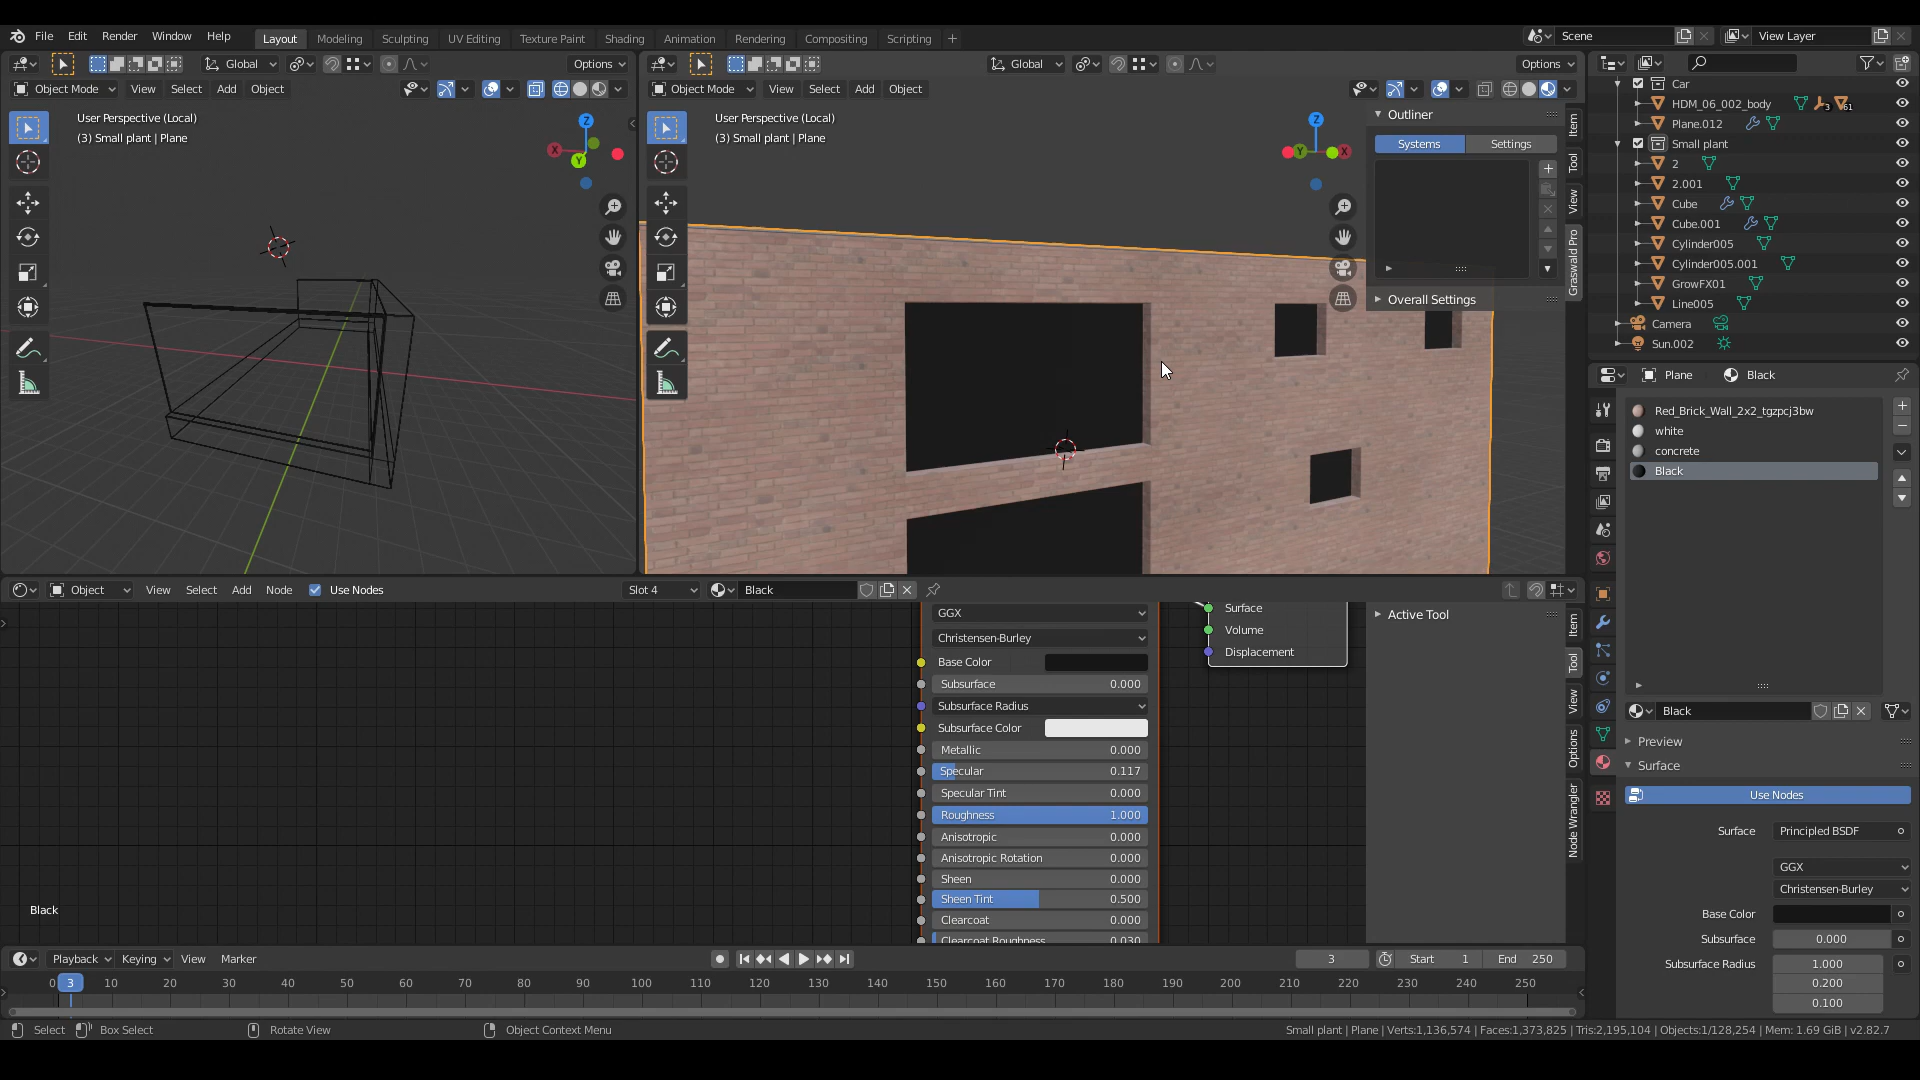 File Edit Render Window Help Layout Modeling Sculpting UV Editing Texture Paint Shading Animation Rendering Compositing Scripting Scene View Layer
Global Options Global Options
Object Mode View Select Add Object Object Mode View Select Add Object
User Perspective (Local)
(3) Small plant | Plane
Z
X
Y
User Perspective (Local)
(3) Small plant | Plane
Z
Y
X
Outliner
Systems Settings
Overall Settings
Item
Tool
View
Graswald Pro
Car
HDM_06_002_body 3 61
Plane.012
Small plant
2
2.001
Cube
Cube.001
Cylinder005
Cylinder005.001
GrowFX01
Line005
Camera
Sun.002
Plane Black
Red_Brick_Wall_2x2_tgzpcj3bw
white
concrete
Black
Black
Preview
Surface
Use Nodes
Surface Principled BSDF
GGX
Christensen-Burley
Base Color
Subsurface 0.000
Subsurface Radius 1.000
0.200
0.100
Object View Select Add Node Use Nodes Slot 4 Black
GGX
Christensen-Burley
Base Color
Subsurface 0.000
Subsurface Radius
Subsurface Color
Metallic 0.000
Specular 0.117
Specular Tint 0.000
Roughness 1.000
Anisotropic 0.000
Anisotropic Rotation 0.000
Sheen 0.000
Sheen Tint 0.500
Clearcoat 0.000
Clearcoat Roughness 0.030
Surface
Volume
Displacement
Active Tool
Item
Tool
View
Options
Node Wrangler
Black
Playback Keying View Marker 3 Start 1 End 250
0 3 10 20 30 40 50 60 70 80 90 100 110 120 130 140 150 160 170 180 190 200 210 220 230 240 250
Select Box Select Rotate View Object Context Menu Small plant | Plane | Verts:1,136,574 | Faces:1,373,825 | Tris:2,195,104 | Objects:1/128,254 | Mem: 1.69 GiB | v2.82.7